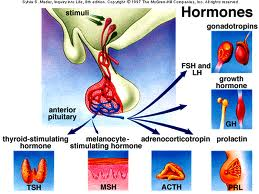 Sylvia S. Mader, Inquiry into Life, 8th edition. Copyright © 1997 The McGraw-Hill Companies, Inc. All rights reserved.
Hormones
stimuli
gonadotropins
FSH and
LH
growth
hormone
anterior
pituitary
GH
thyroid-stimulating
hormone
melanocyte-
stimulating hormone
adrenocorticotropin
prolactin
TSH
MSH
ACTH
PRL